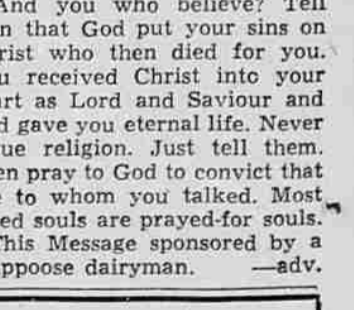 And you who believe? Tell
n that God put your sins on
rist who then died for you.
u received Christ into your
art as Lord and Saviour and
d gave you eternal life. Never
ue religion. Just tell them.
en pray to God to convict that
e to whom you talked. Most
ed souls are prayed-for souls.
This Message sponsored by a
ppoose dairyman. —adv.